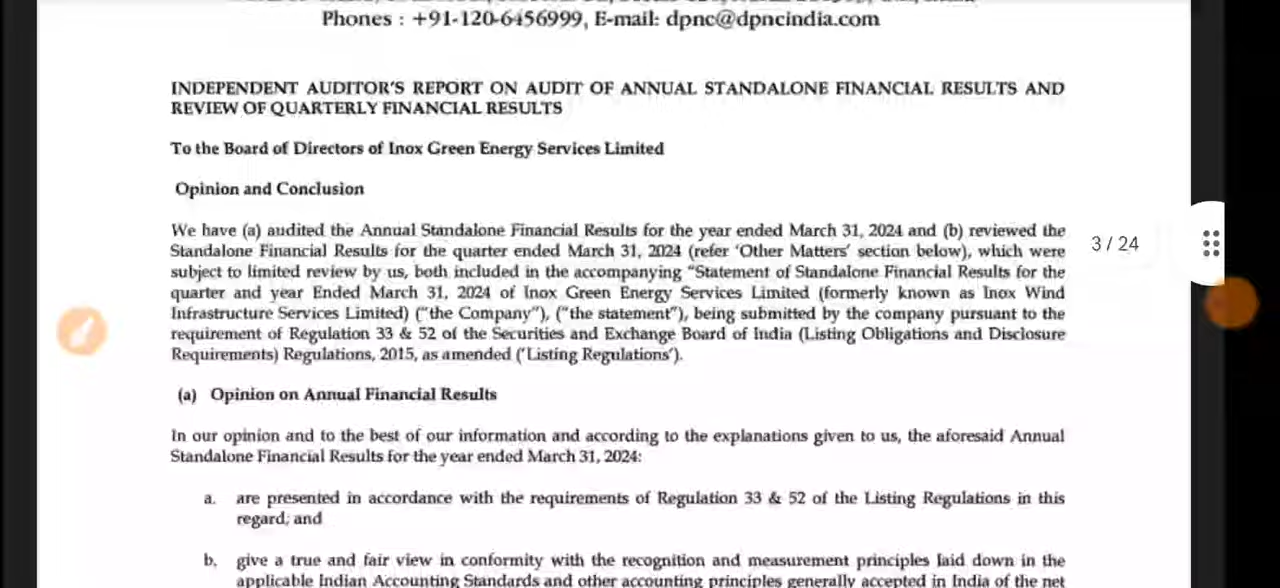 Phones : +91-120-6456999, E-mail: dpnc@dpncindia.com
INDEPENDENT AUDITOR'S REPORT ON AUDIT OF ANNUAL STANDALONE FINANCIAL RESULTS AND
REVIEW OF QUARTERLY FINANCIAL RESULTS
To the Board of Directors of Inox Green Energy Services Limited
Opinion and Conclusion
We have (a) audited the Annual Standalone Financial Results for the year ended March 31, 2024 and (b) reviewed the
Standalone Financial Results for the quarter ended March 31, 2024 (refer 'Other Matters' section below), which were
subject to limited review by us, both included in the accompanying "Statement of Standalone Financial Results for the
quarter and year Ended March 31, 2024 of Inox Green Energy Services Limited (formerly known as Inox Wind
Infrastructure Services Limited) ("the Company"), ("the statement"), being submitted by the company pursuant to the
requirement of Regulation 33 & 52 of the Securities and Exchange Board of India (Listing Obligations and Disclosure
Requirements) Regulations, 2015, as amended ('Listing Regulations').
3 / 24
(a) Opinion on Annual Financial Results
In our opinion and to the best of our information and according to the explanations given to us, the aforesaid Annual
Standalone Financial Results for the year ended March 31, 2024:
a. are presented in accordance with the requirements of Regulation 33 & 52 of the Listing Regulations in this
regard; and
b. give a true and fair view in conformity with the recognition and measurement principles laid down in the
applicable Indian Accounting Standards and other accounting principles generally accepted in India of the net